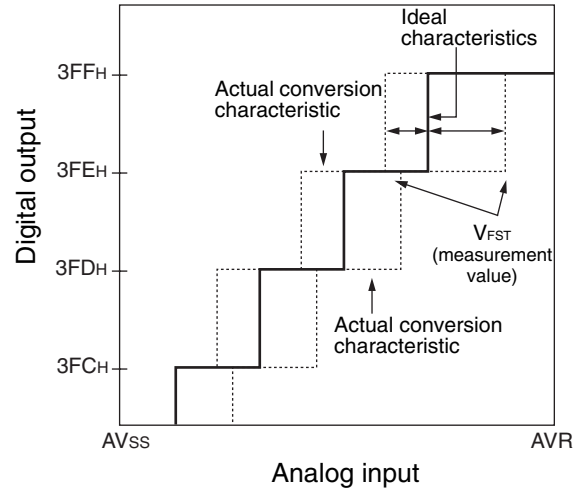 Ideal
characteristics
3FFH
Actual conversion
characteristic
3FEH
VFST
(measurement
value)
3FDH
Actual conversion
characteristic
3FCH
Digital output
AVSS
AVR
Analog input